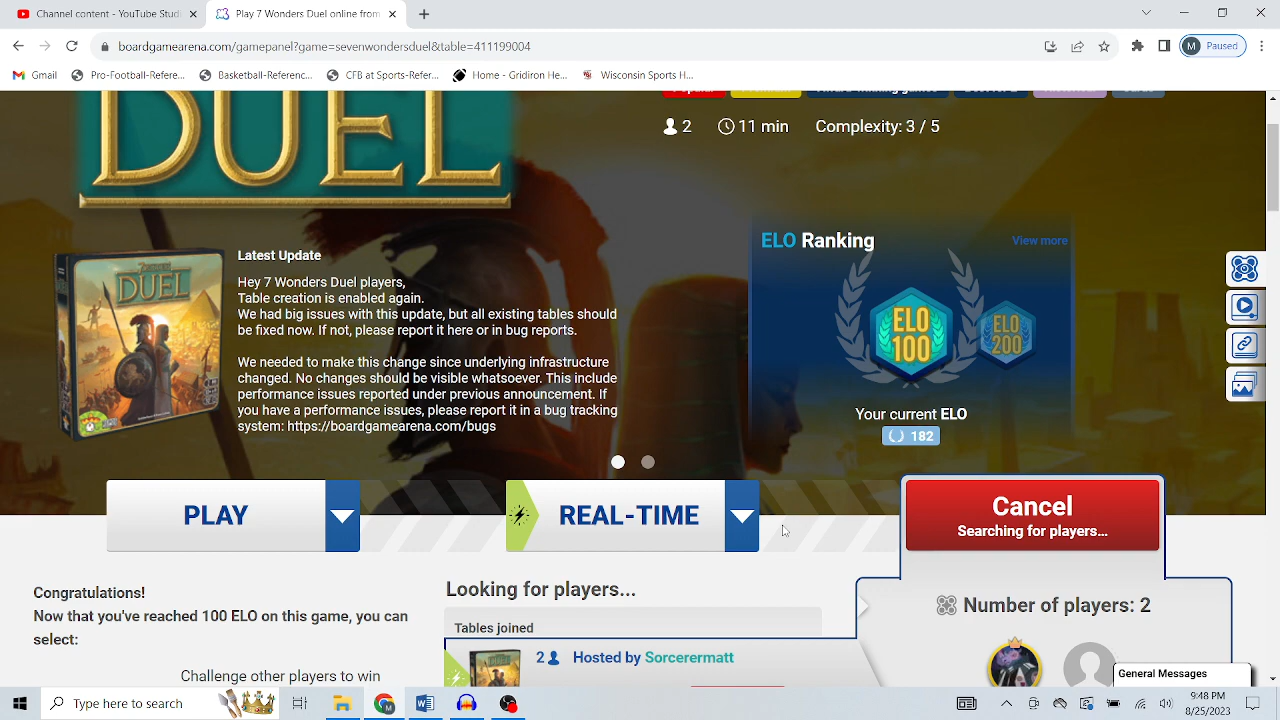 Channel content - YouTube Studi
Play 7 Wonders Duel online from
boardgamearena.com/gamepanel?game=sevenwondersduel&table=411199004
M Paused
Gmail
Pro-Football-Refere...
Basketball-Referenc...
CFB at Sports-Refer...
Home - Gridiron He...
Wisconsin Sports H...
DUEL
2
11 min
Complexity: 3 / 5
ELO Ranking
View more
ELO 100
ELO 200
Your current ELO
182
DUEL
Latest Update
Hey 7 Wonders Duel players,
Table creation is enabled again.
We had big issues with this update, but all existing tables should
be fixed now. If not, please report it here or in bug reports.
We needed to make this change since underlying infrastructure
changed. No changes should be visible whatsoever. This include
performance issues reported under previous announcement. If
you have a performance issues, please report it in a bug tracking
system: https://boardgamearena.com/bugs
PLAY
REAL-TIME
Cancel
Searching for players...
Congratulations!
Now that you've reached 100 ELO on this game, you can
select:
Challenge other players to win
Looking for players...
Tables joined
2
Hosted by Sorcerermatt
Number of players: 2
General Messages
Type here to search
9:48 PM
8/25/2023